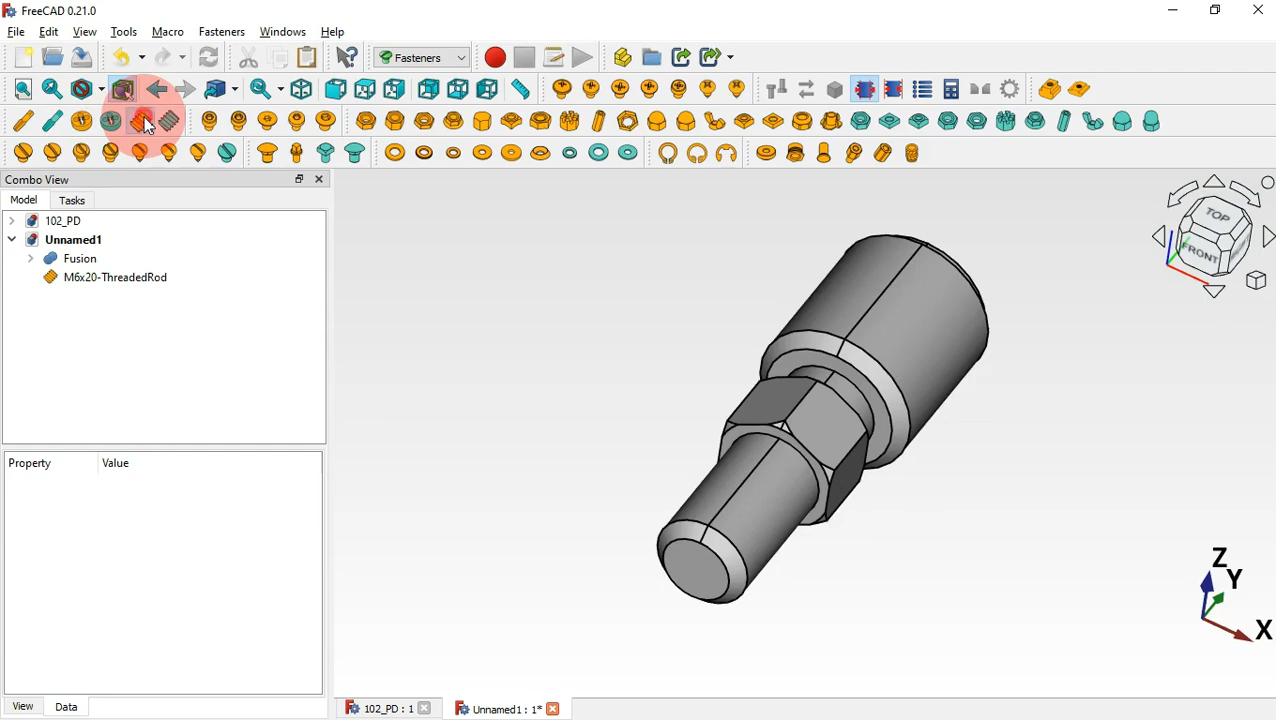 FreeCAD 0.21.0
File Edit View Tools Macro Fasteners Windows Help
Fasteners
Combo View
Model Tasks
102_PD
Unnamed1
Fusion
M6x20-ThreadedRod
Property Value
View Data
102_PD : 1 Unnamed1 : 1*
TOP
FRONT
Z
Y
X